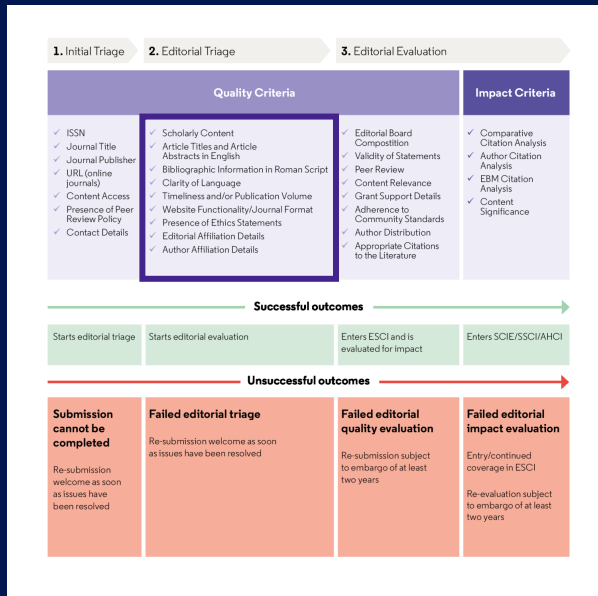 1. Initial Triage
2. Editorial Triage
3. Editorial Evaluation
Quality Criteria
Impact Criteria
ISSN
Journal Title
Journal Publisher
URL (online
journals)
Content Access
Presence of Peer
Review Policy
Contact Details
Scholarly Content
Article Titles and Article
Abstracts in English
Bibliographic Information in Roman Script
Clarity of Language
Timeliness and/or Publication Volume
Website Functionality/Journal Format
Presence of Ethics Statements
Editorial Affiliation Details
Author Affiliation Details
Editorial Board
Compostition
Validity of Statements
Peer Review
Content Relevance
Grant Support Details
Adherence to
Community Standards
Author Distribution
Appropriate Citations
to the Literature
Comparative
Citation Analysis
Author Citation
Analysis
EBM Citation
Analysis
Content
Significance
Successful outcomes
Starts editorial triage
Starts editorial evaluation
Enters ESCI and is
evaluated for impact
Enters SCIE/SSCI/AHCI
Unsuccessful outcomes
Submission
cannot be
completed
Re-submission
welcome as soon
as issues have
been resolved
Failed editorial triage
Re-submission welcome as soon
as issues have been resolved
Failed editorial
quality evaluation
Re-submission subject
to embargo of at least
two years
Failed editorial
impact evaluation
Entry/continued
coverage in ESCI
Re-evaluation subject
to embargo of at least
two years